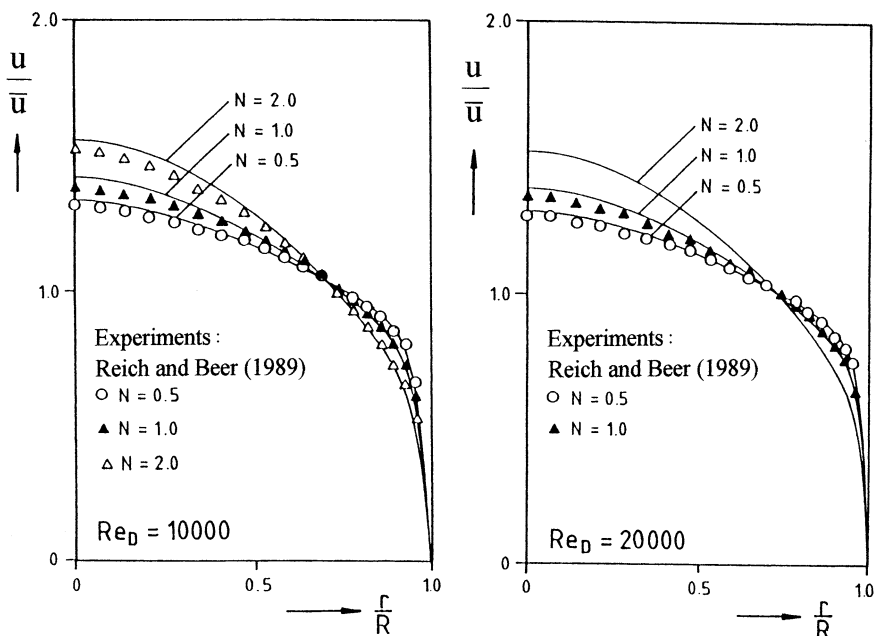 2.0
u
u̅
N = 2.0
N = 1.0
N = 0.5
1.0
Experiments :
Reich and Beer (1989)
N = 0.5
N = 1.0
N = 2.0
Re_D = 10000
0
0
0.5
1.0
r
R
2.0
u
u̅
N = 2.0
N = 1.0
N = 0.5
1.0
Experiments :
Reich and Beer (1989)
N = 0.5
N = 1.0
Re_D = 20000
0
0
0.5
1.0
r
R